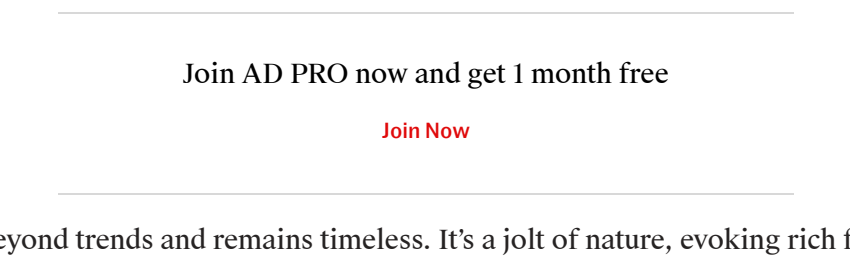 Join AD PRO now and get 1 month free
Join Now
eyond trends and remains timeless. It’s a jolt of nature, evoking rich f